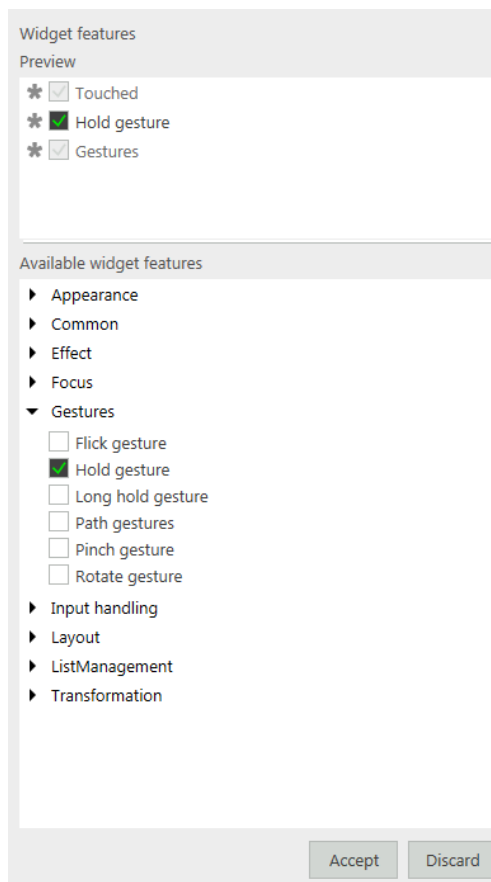 Widget features
Preview
Touched
Hold gesture
Gestures
Available widget features
Appearance
Common
Effect
Focus
Gestures
Flick gesture
Hold gesture
Long hold gesture
Path gestures
Pinch gesture
Rotate gesture
Input handling
Layout
ListManagement
Transformation
Accept Discard